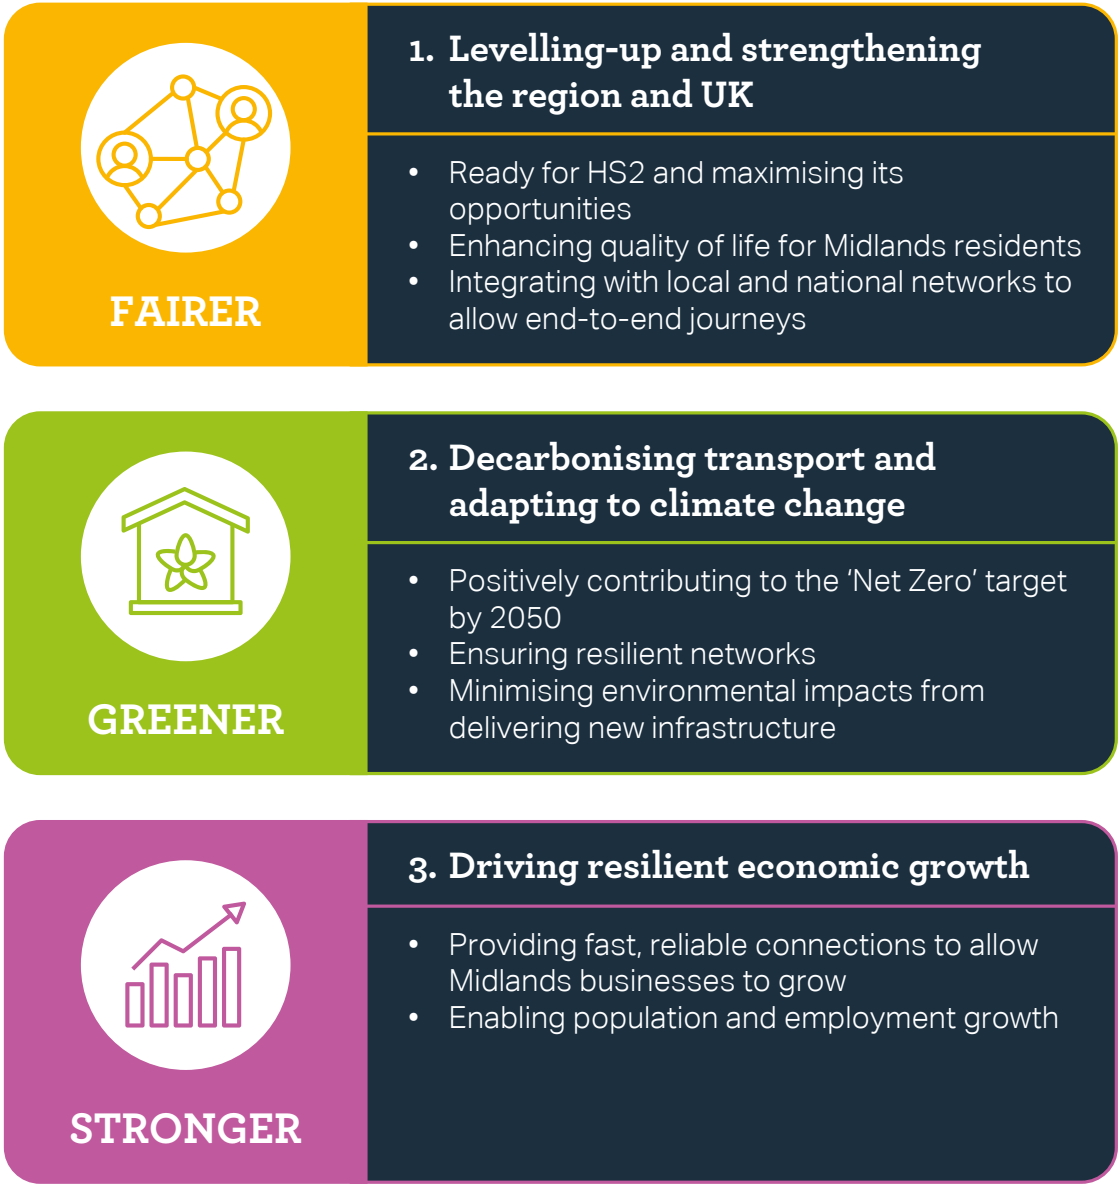 FAIRER
1. Levelling-up and strengthening
the region and UK
• Ready for HS2 and maximising its
opportunities
• Enhancing quality of life for Midlands residents
• Integrating with local and national networks to
allow end-to-end journeys
GREENER
2. Decarbonising transport and
adapting to climate change
• Positively contributing to the ‘Net Zero’ target
by 2050
• Ensuring resilient networks
• Minimising environmental impacts from
delivering new infrastructure
STRONGER
3. Driving resilient economic growth
• Providing fast, reliable connections to allow
Midlands businesses to grow
• Enabling population and employment growth